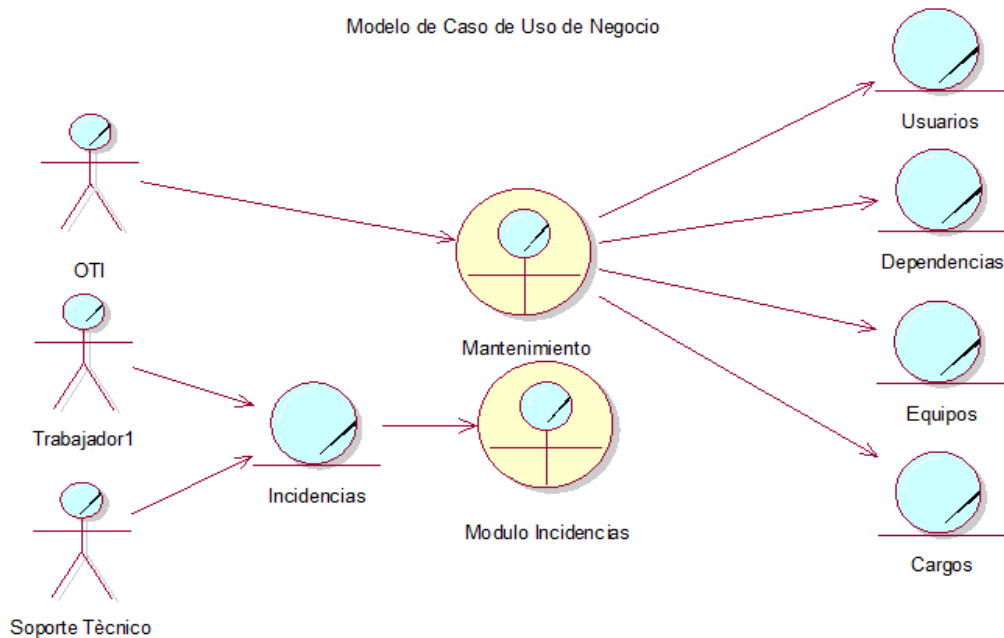 Modelo de Caso de Uso de Negocio
Usuarios
OTI
Dependencias
Mantenimiento
Trabajador1
Equipos
Incidencias
Modulo Incidencias
Cargos
Soporte Tècnico